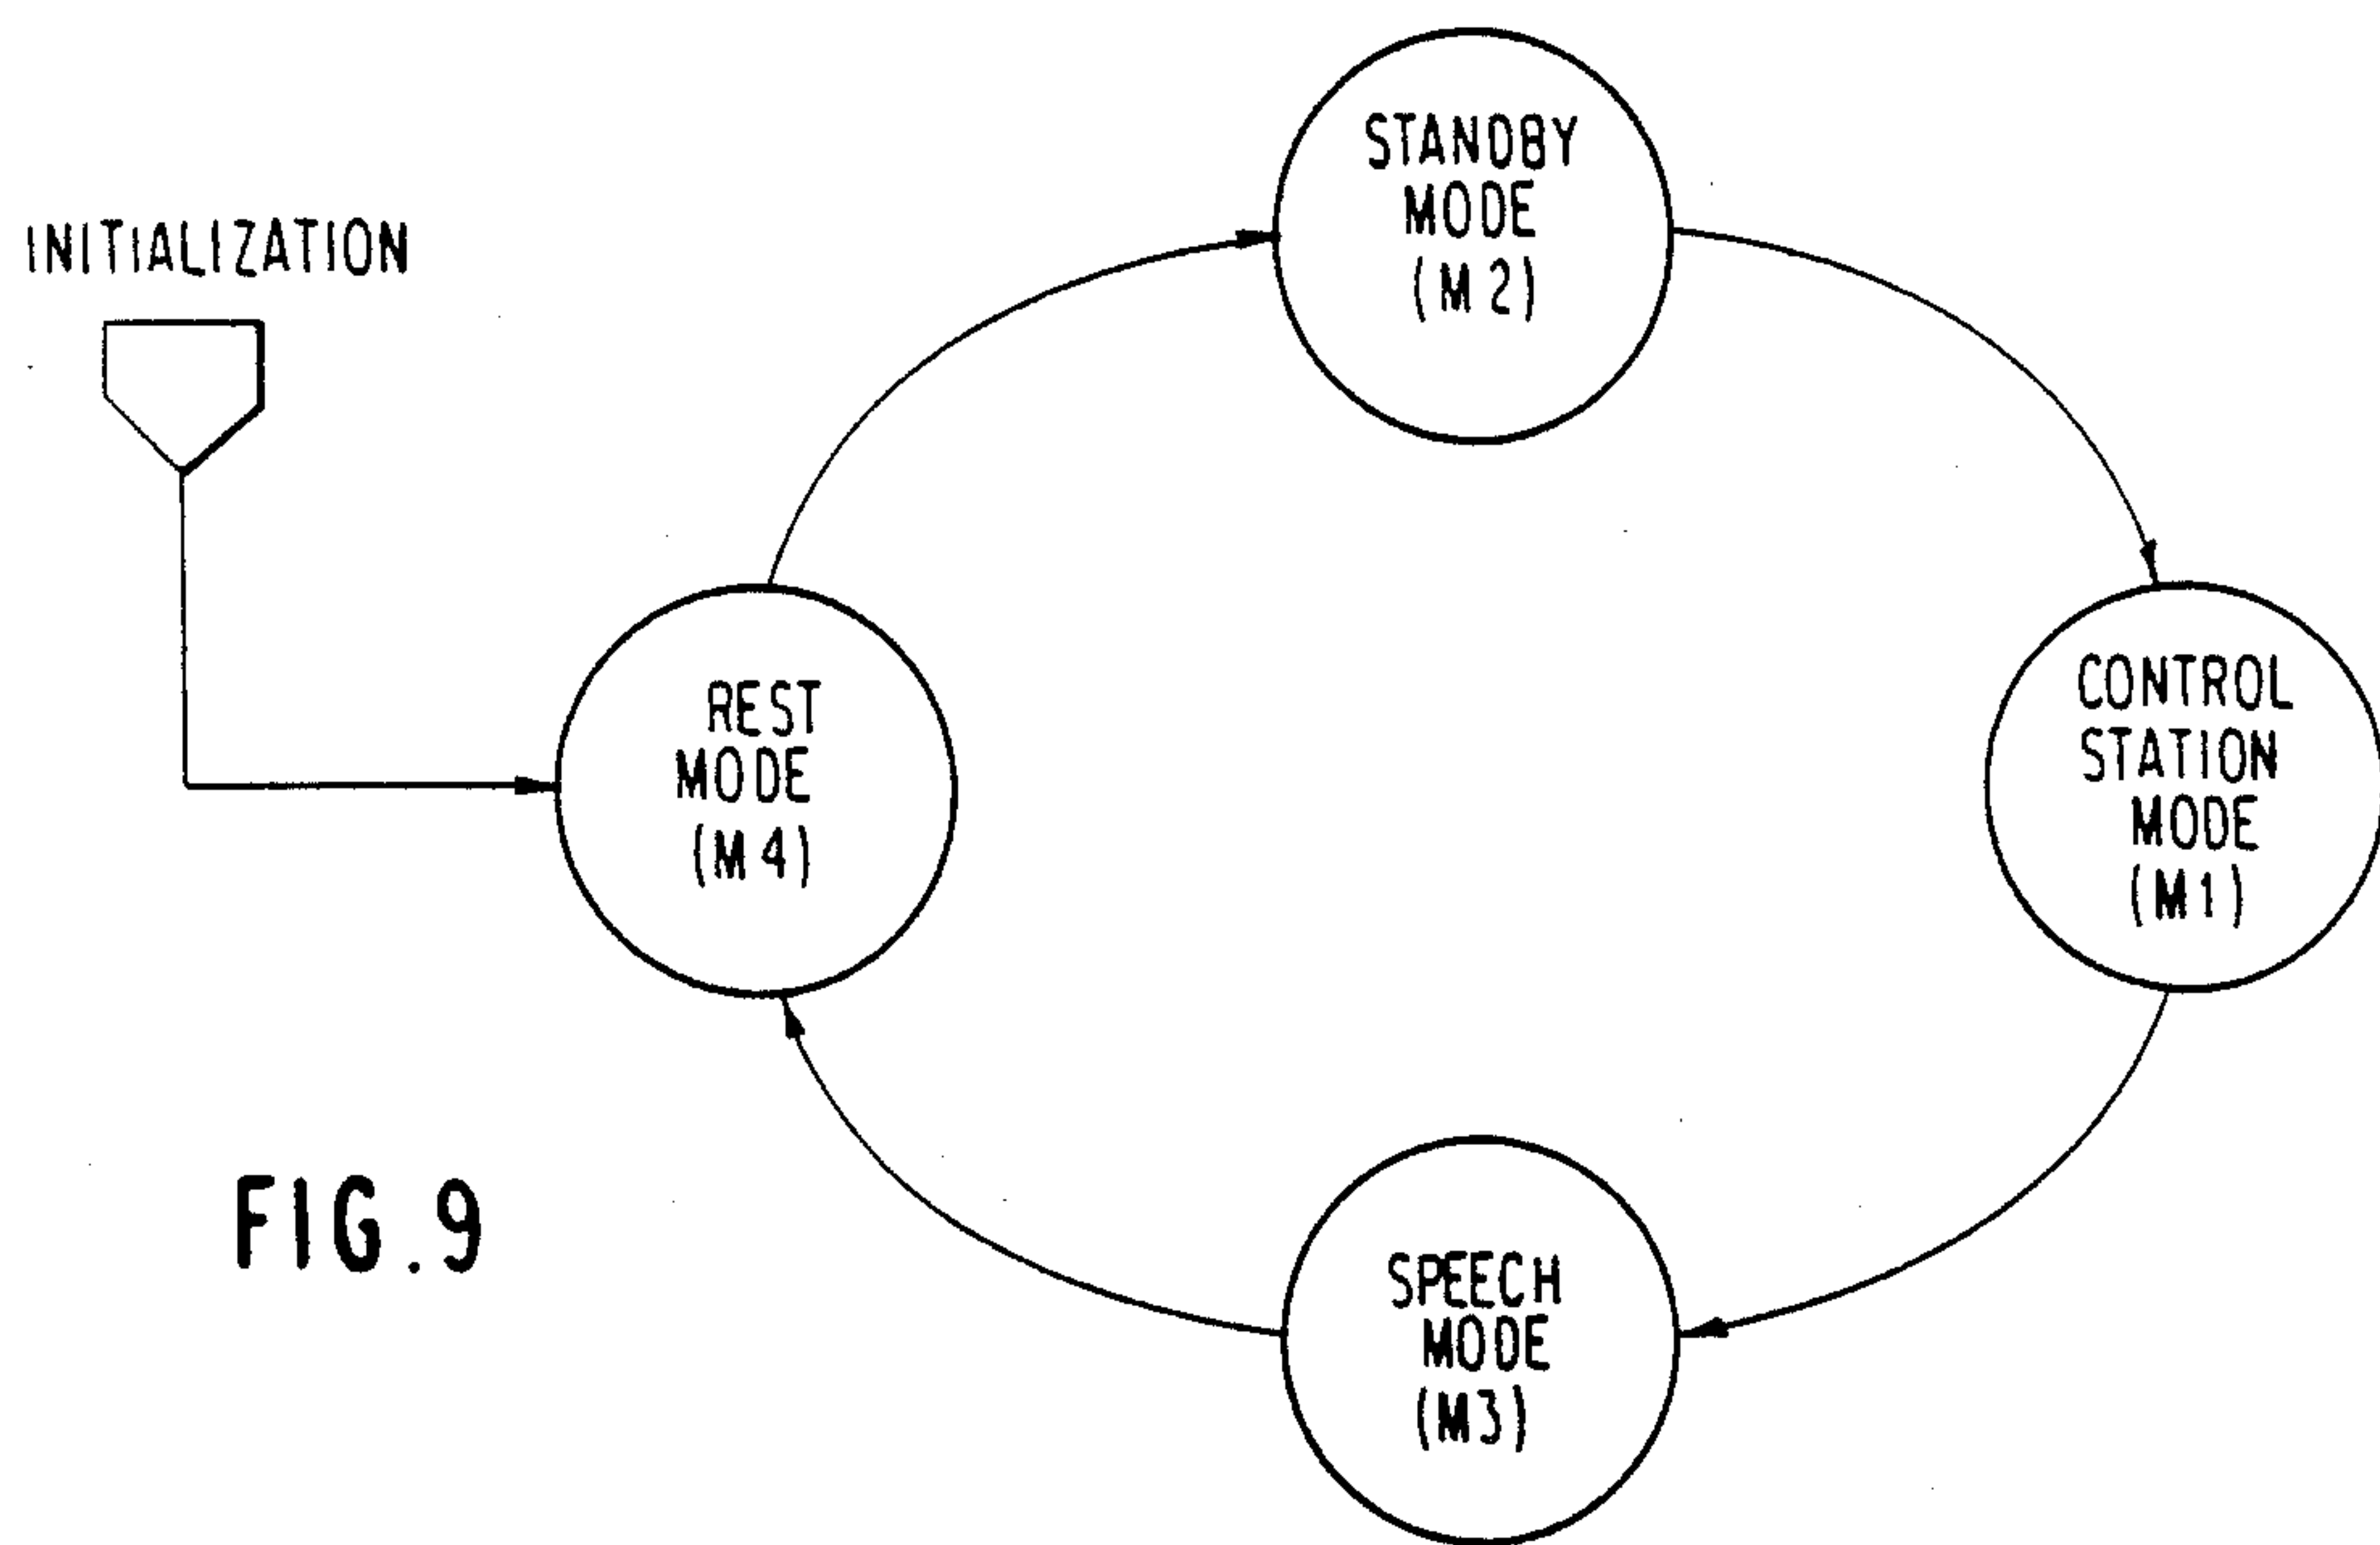 INITIALIZATION
STANDBY
MODE
(M2)
REST
MODE
(M4)
CONTROL
STATION
MODE
(M1)
SPEECH
MODE
(M3)
FIG.9